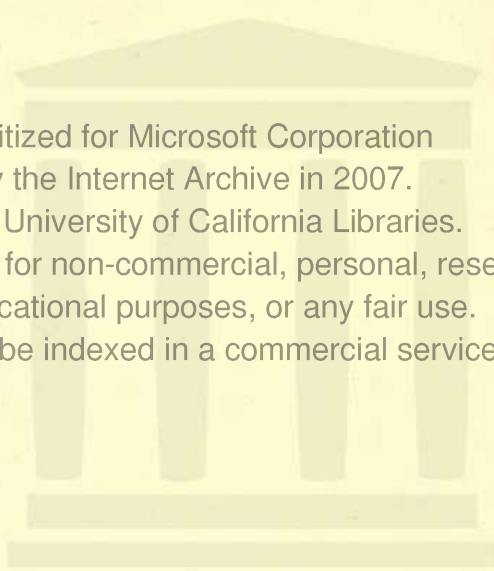 itized for Microsoft Corporation
y the Internet Archive in 2007.
University of California Libraries.
for non-commercial, personal, rese
cational purposes, or any fair use.
be indexed in a commercial service